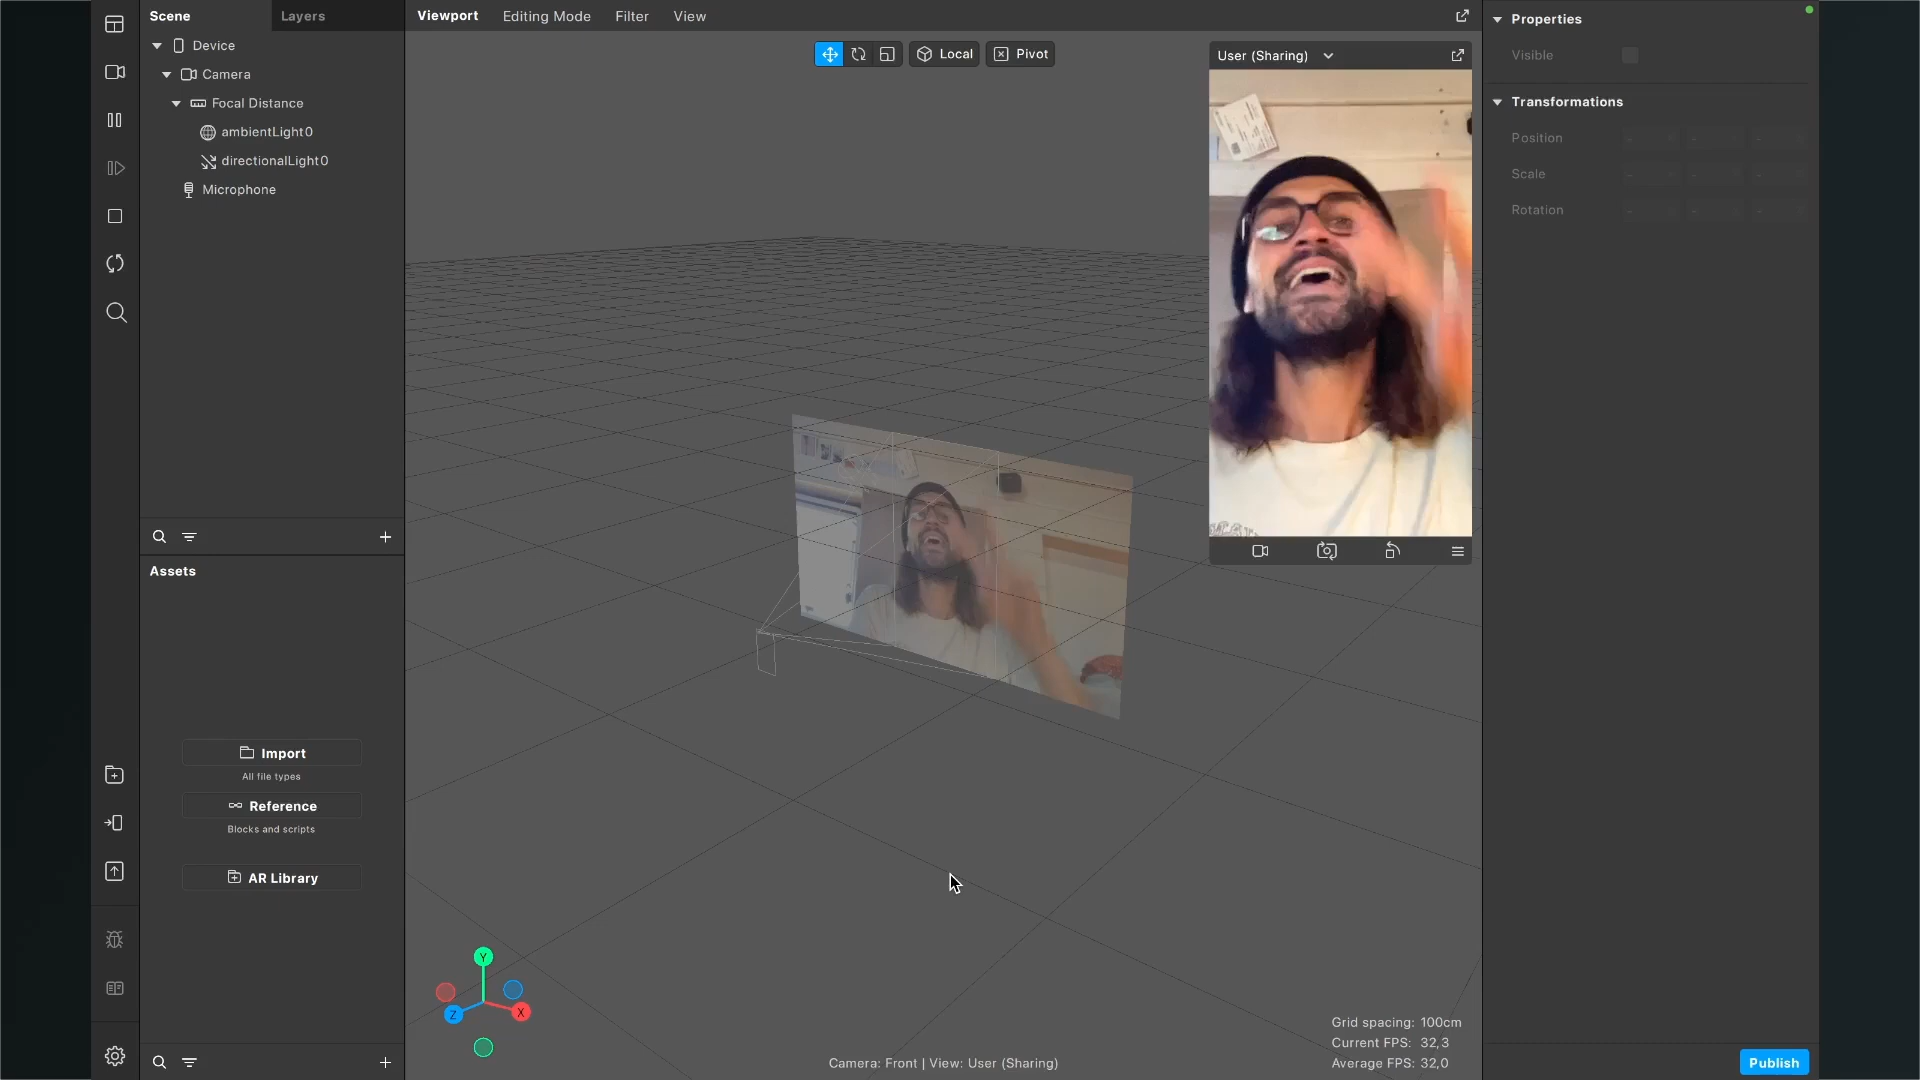 Scene
Layers
Device
Camera
Focal Distance
ambientLight0
directionalLight0
Microphone
Assets
Import
All file types
Reference
Blocks and scripts
AR Library
Viewport
Editing Mode
Filter
View
Local
Pivot
User (Sharing)
Y
Z
X
Camera: Front | View: User (Sharing)
Grid spacing: 100cm
Current FPS: 32,3
Average FPS: 32,0
Properties
Visible
Transformations
Position - - -
Scale - - -
Rotation - - -
Publish